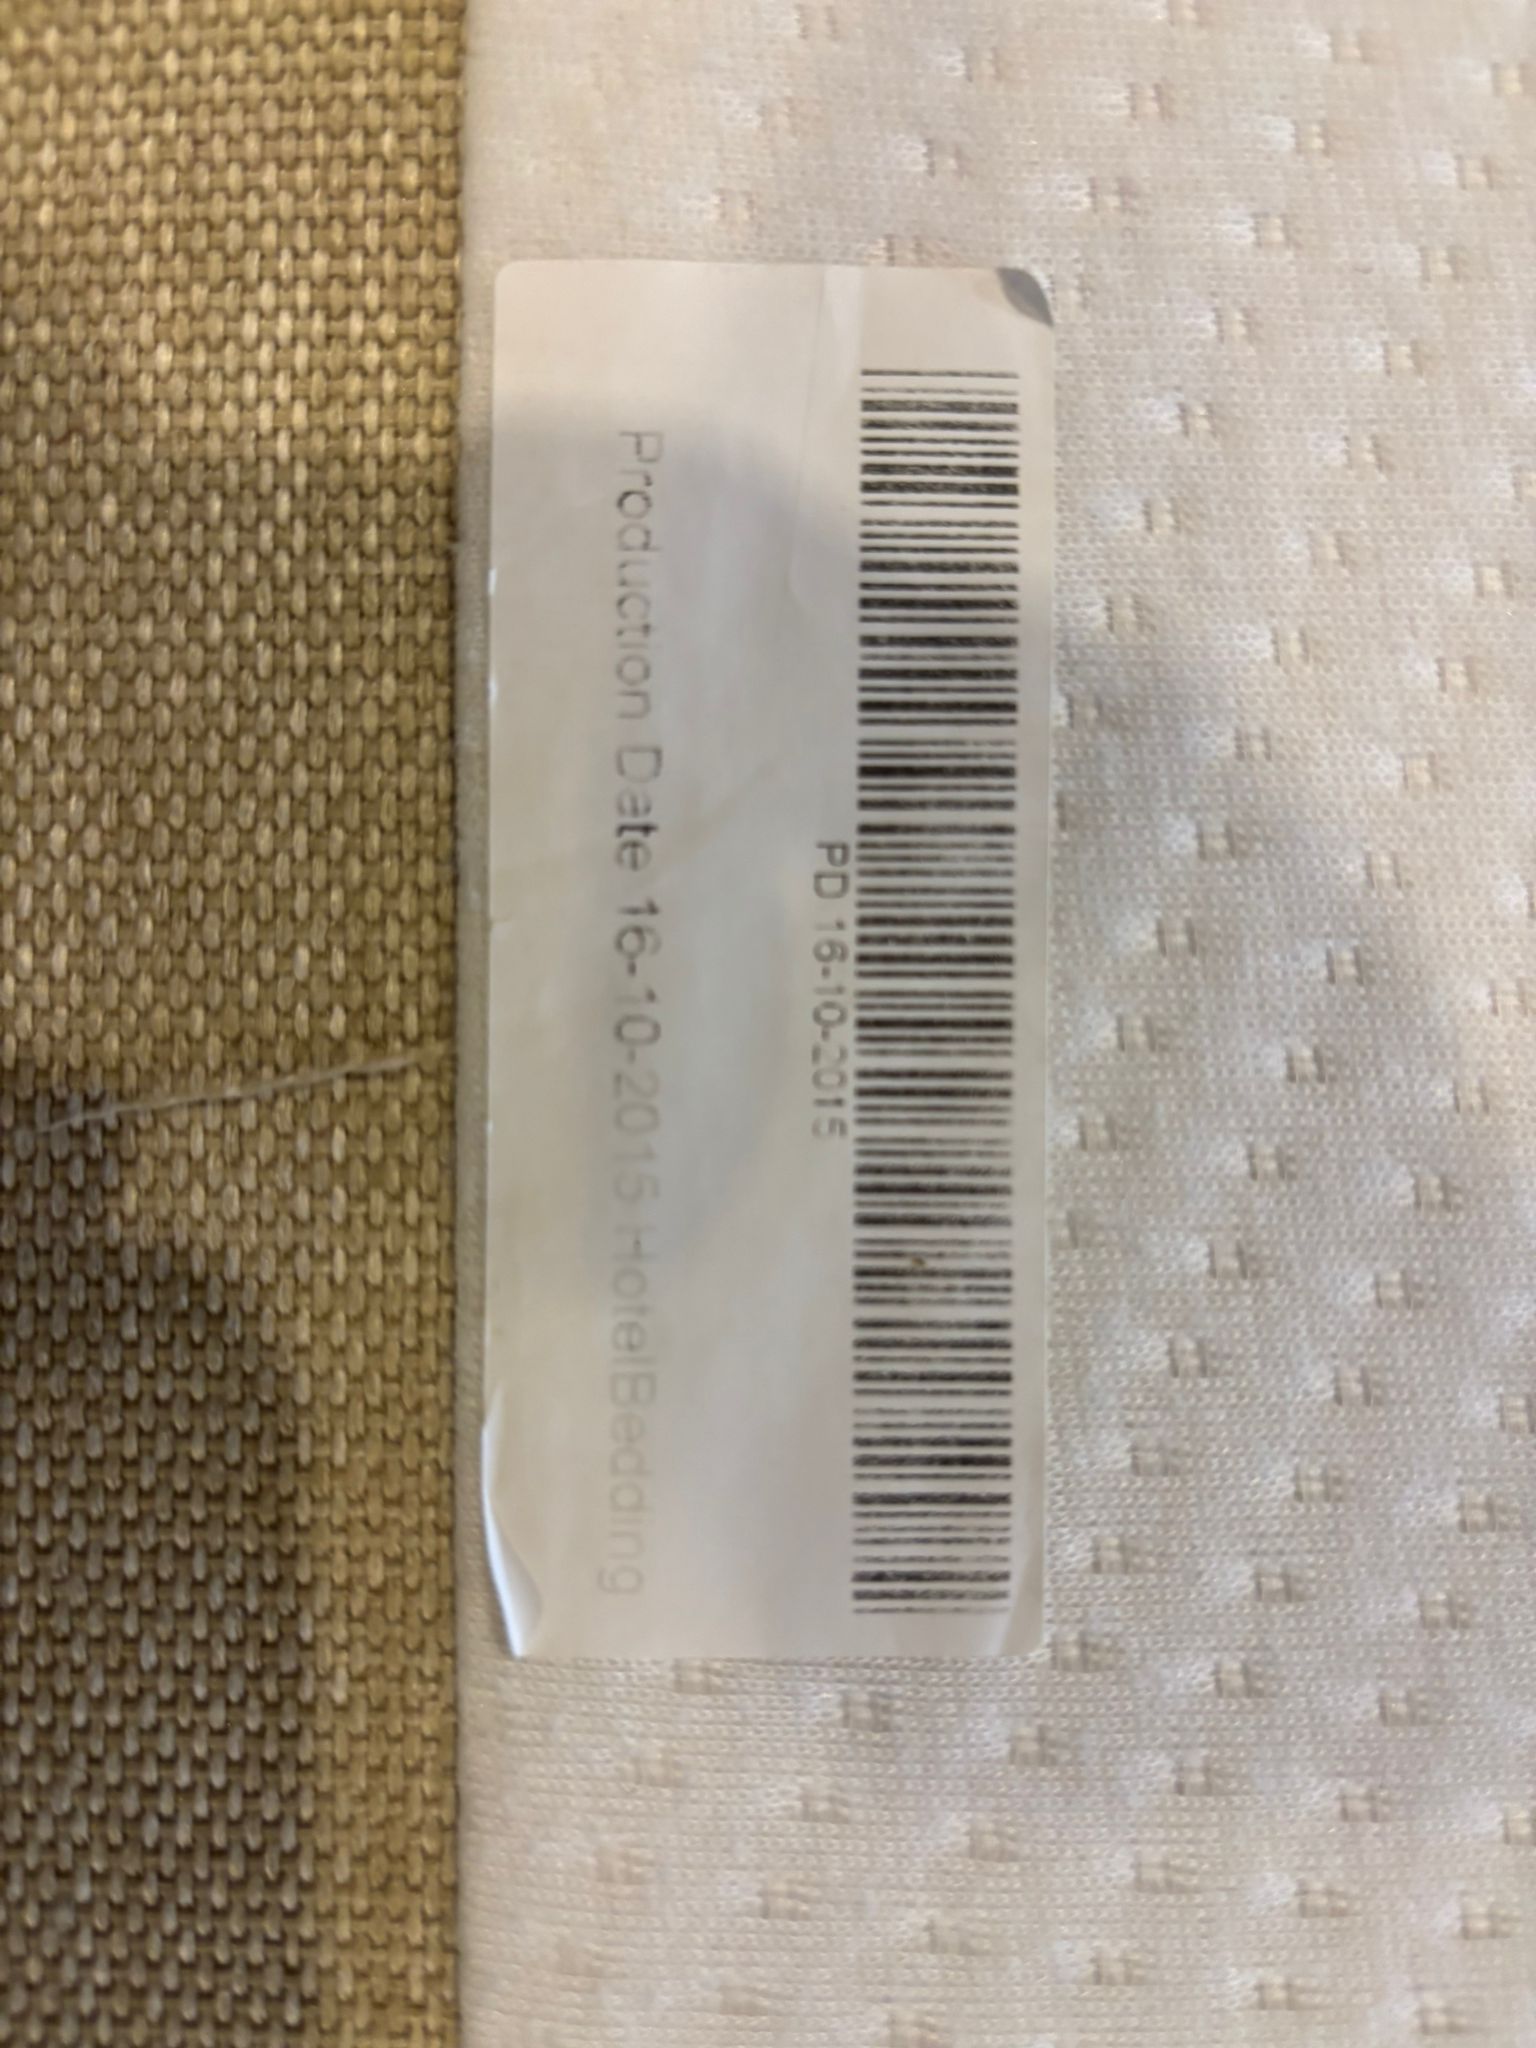 PD 16-10-2015
Production Date 16-10-2015 HotelBedding